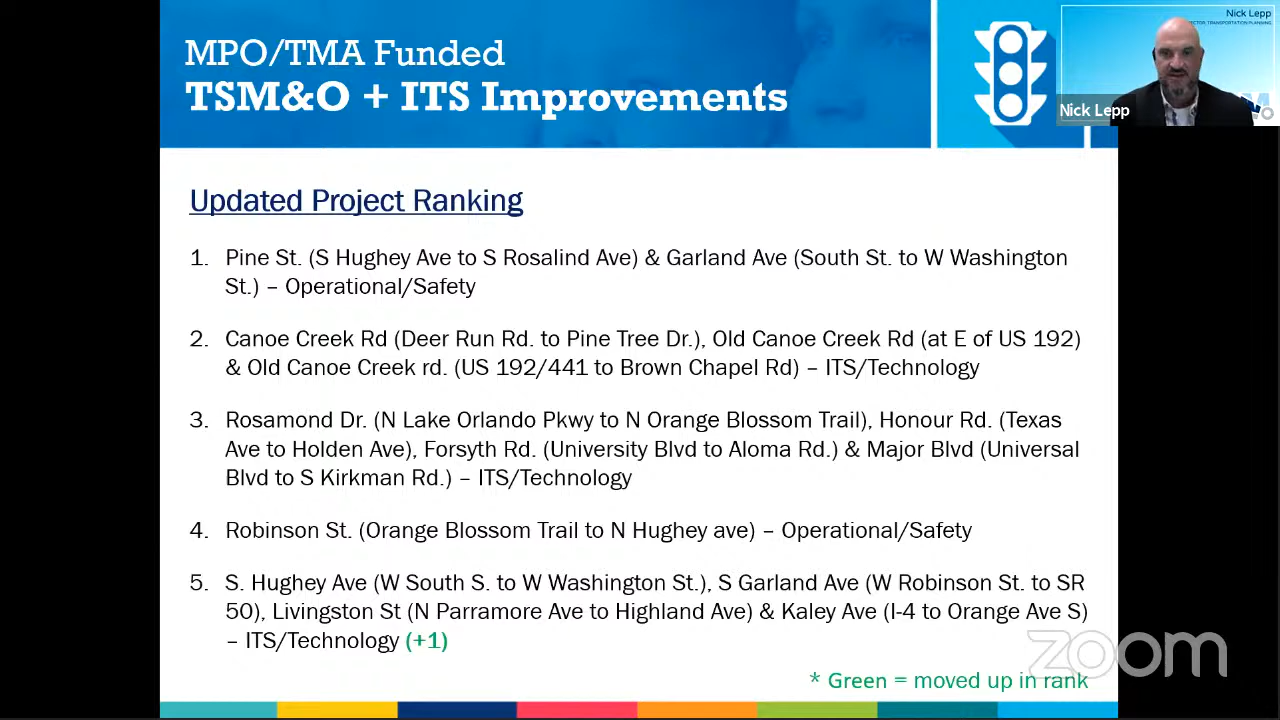 MPO/TMA Funded
TSM&O + ITS Improvements
Nick Lepp
TRANSPORTATION PLANNING
Nick Lepp
Updated Project Ranking
1. Pine St. (S Hughey Ave to S Rosalind Ave) & Garland Ave (South St. to W Washington
St.) – Operational/Safety
2. Canoe Creek Rd (Deer Run Rd. to Pine Tree Dr.), Old Canoe Creek Rd (at E of US 192)
& Old Canoe Creek rd. (US 192/441 to Brown Chapel Rd) – ITS/Technology
3. Rosamond Dr. (N Lake Orlando Pkwy to N Orange Blossom Trail), Honour Rd. (Texas
Ave to Holden Ave), Forsyth Rd. (University Blvd to Aloma Rd.) & Major Blvd (Universal
Blvd to S Kirkman Rd.) – ITS/Technology
4. Robinson St. (Orange Blossom Trail to N Hughey ave) – Operational/Safety
5. S. Hughey Ave (W South S. to W Washington St.), S Garland Ave (W Robinson St. to SR
50), Livingston St (N Parramore Ave to Highland Ave) & Kaley Ave (I-4 to Orange Ave S)
– ITS/Technology (+1)
zoom
* Green = moved up in rank